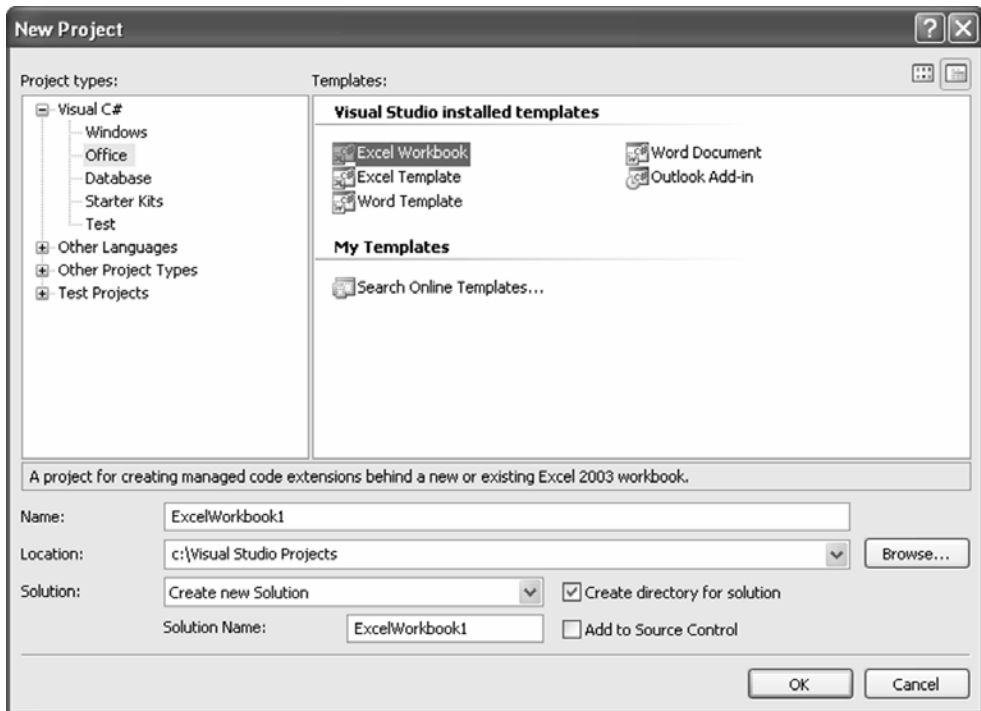 New Project
Project types:
Templates:
Visual C#
Windows
Office
Database
Starter Kits
Test
Other Languages
Other Project Types
Test Projects
Visual Studio installed templates
Excel Workbook
Excel Template
Word Template
Word Document
Outlook Add-in
My Templates
Search Online Templates...
A project for creating managed code extensions behind a new or existing Excel 2003 workbook.
Name:
ExcelWorkbook1
Location:
c:\Visual Studio Projects
Browse...
Solution:
Create new Solution
Create directory for solution
Solution Name:
ExcelWorkbook1
Add to Source Control
OK
Cancel